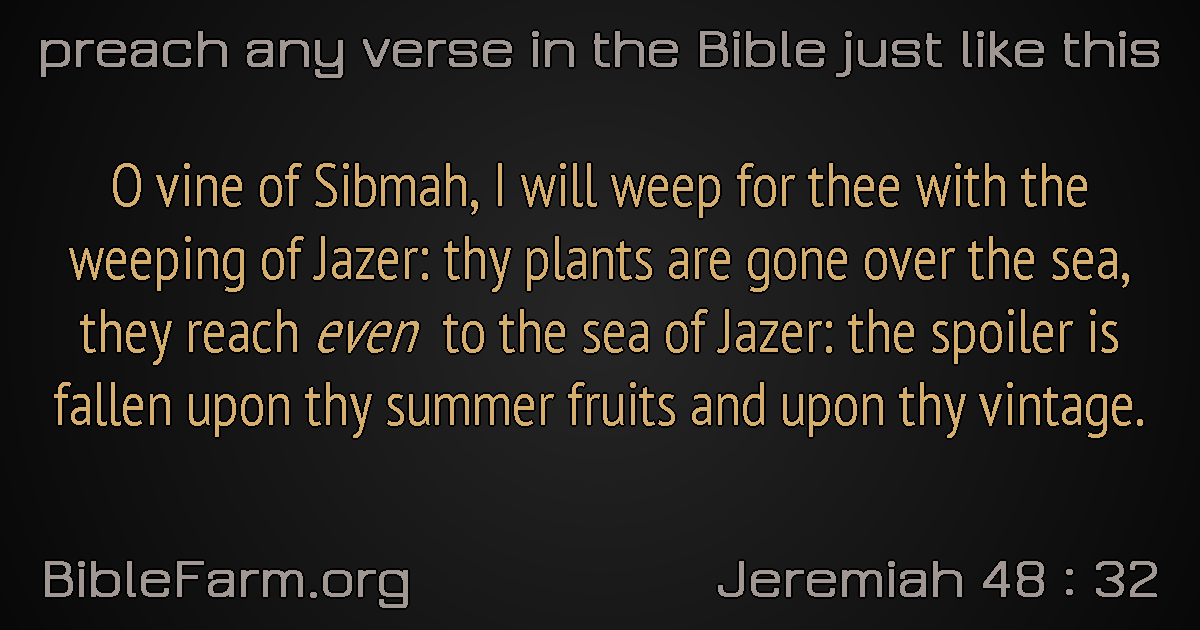 preach any verse in the Bible just like this
O vine of Sibmah, I will weep for thee with the
weeping of Jazer: thy plants are gone over the sea,
they reach even to the sea of Jazer: the spoiler is
fallen upon thy summer fruits and upon thy vintage.
BibleFarm.org
Jeremiah 48 : 32